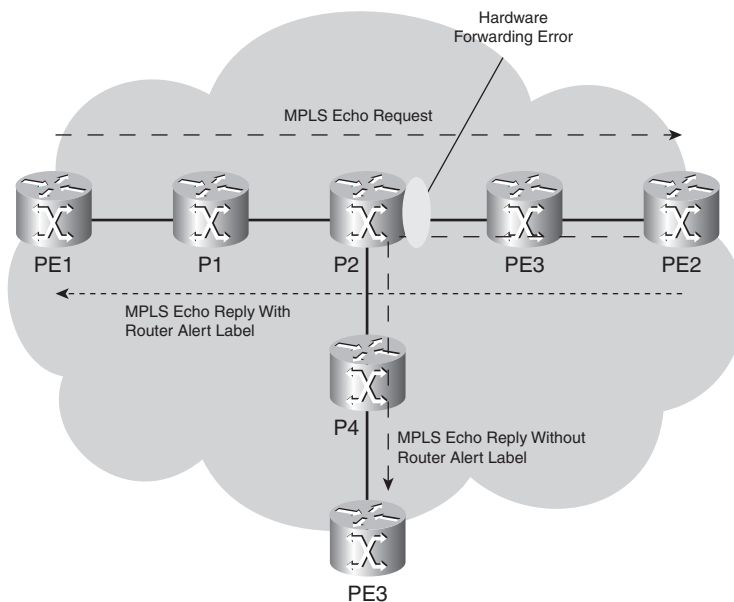 Hardware
Forwarding Error
MPLS Echo Request
PE1
P1
P2
PE3
PE2
MPLS Echo Reply With
Router Alert Label
P4
MPLS Echo Reply Without
Router Alert Label
PE3